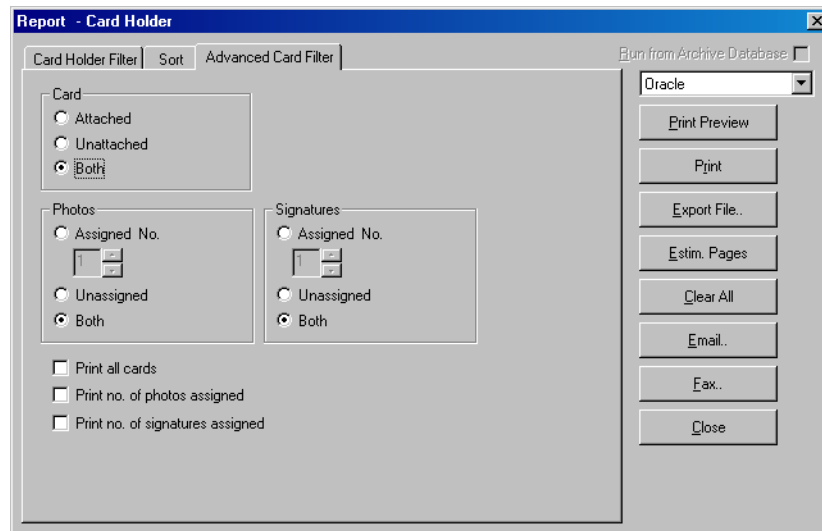 Report - Card Holder
Run from Archive Database
Card Holder Filter
Sort
Advanced Card Filter
Oracle
Card
Attached
Unattached
Both
Photos
Assigned No.
1
Unassigned
Both
Signatures
Assigned No.
1
Unassigned
Both
Print all cards
Print no. of photos assigned
Print no. of signatures assigned
Print Preview
Print
Export File..
Estim. Pages
Clear All
Email..
Fax..
Close